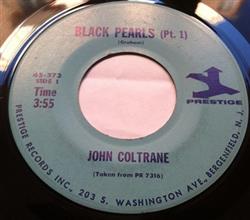 BLACK PEARLS (Pt. 1)
(Graham)
45-373
SIDE 1
Time
3:55
PRESTIGE
JOHN COLTRANE
(Taken from PR 7316)
PRESTIGE RECORDS INC., 203 S. WASHINGTON AVE., BERGENFIELD, N. J.